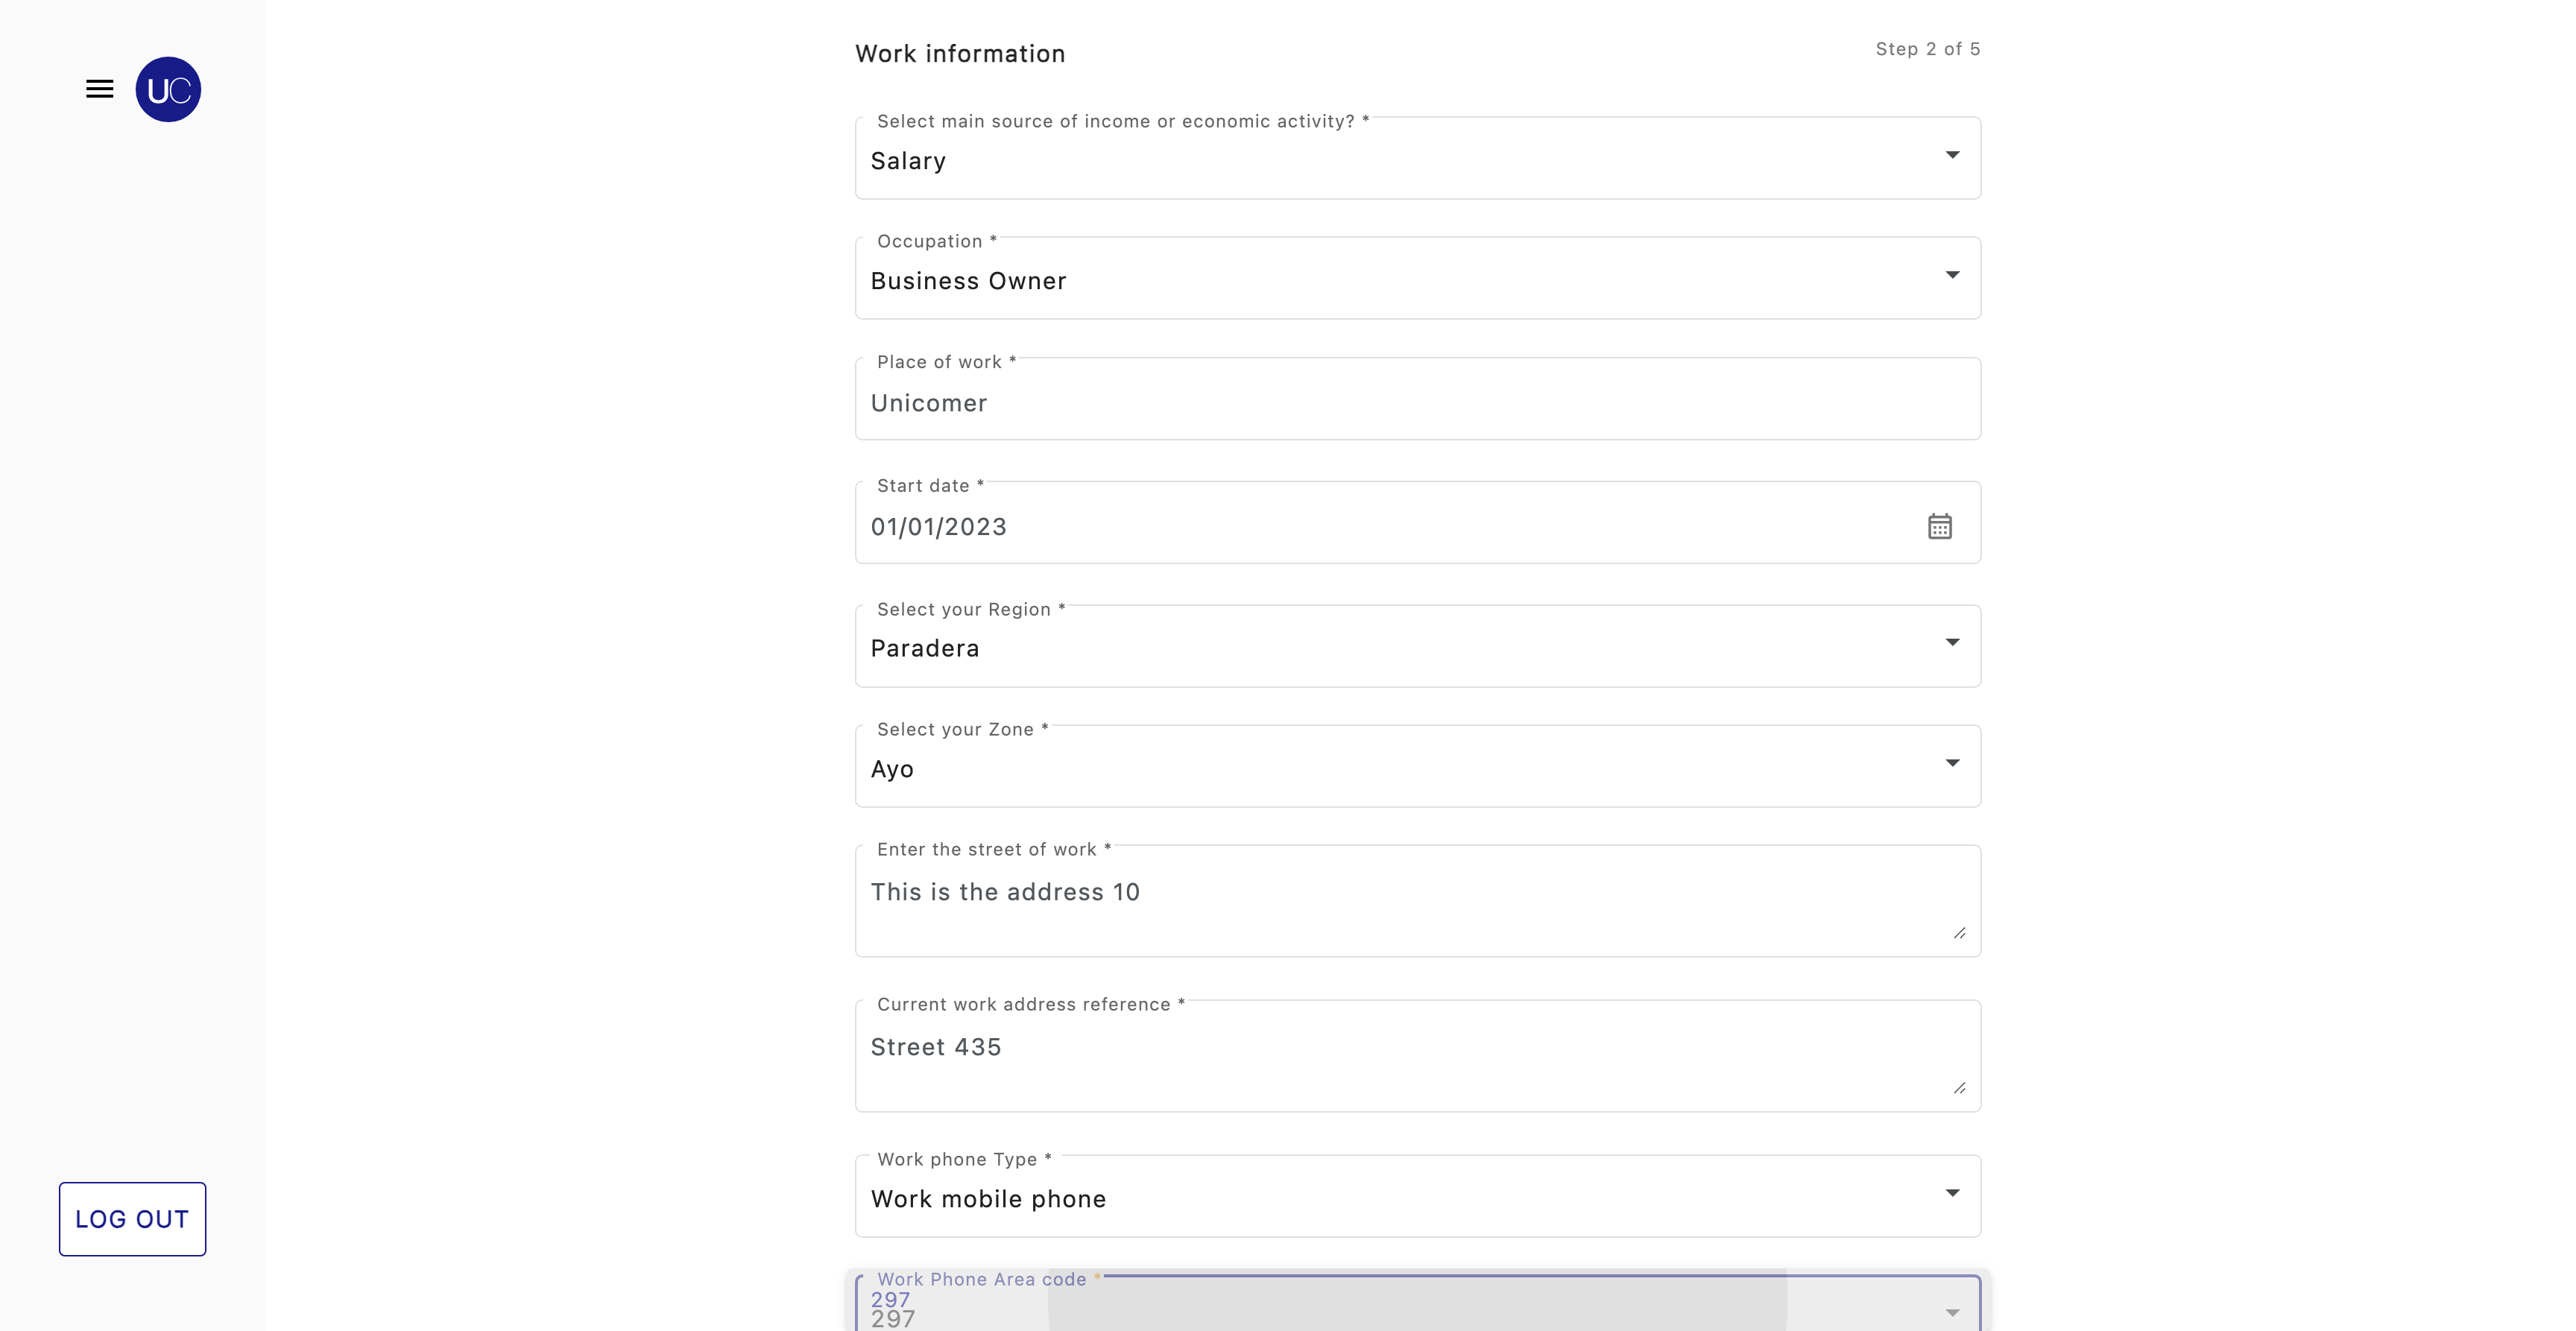 UC
Work information
Step 2 of 5
Select main source of income or economic activity? *
Salary
Occupation *
Business Owner
Place of work *
Unicomer
Start date *
01/01/2023
Select your Region *
Paradera
Select your Zone *
Ayo
Enter the street of work *
This is the address 10
Current work address reference *
Street 435
Work phone Type *
Work mobile phone
LOG OUT
Work Phone Area code *
297
297